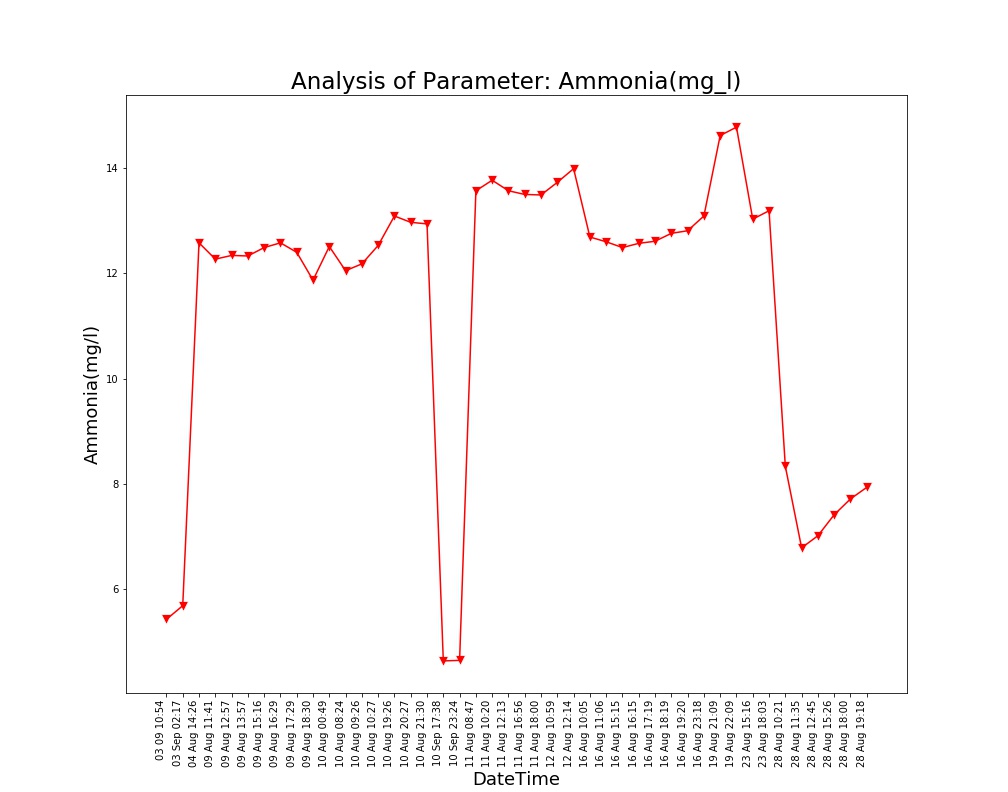 Analysis of Parameter: Ammonia(mg_l)
Ammonia(mg/l)
14
12
10
8
6
03 09 10:54
03 Sep 02:17
04 Aug 14:26
09 Aug 11:41
09 Aug 12:57
09 Aug 13:57
09 Aug 15:16
09 Aug 16:29
09 Aug 17:29
09 Aug 18:30
10 Aug 00:49
10 Aug 08:24
10 Aug 09:26
10 Aug 10:27
10 Aug 19:26
10 Aug 20:27
10 Aug 21:30
10 Sep 17:38
10 Sep 23:24
11 Aug 08:47
11 Aug 10:20
11 Aug 12:13
11 Aug 16:56
11 Aug 18:00
12 Aug 10:59
12 Aug 12:14
16 Aug 10:05
16 Aug 11:06
16 Aug 15:15
16 Aug 16:15
16 Aug 17:19
16 Aug 18:19
16 Aug 19:20
16 Aug 23:18
19 Aug 21:09
19 Aug 22:09
23 Aug 15:16
23 Aug 18:03
28 Aug 10:21
28 Aug 11:35
28 Aug 12:45
28 Aug 15:26
28 Aug 18:00
28 Aug 19:18
DateTime